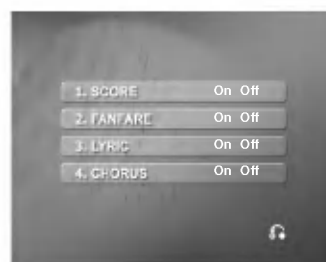 1. SCORE On Off
2. FANFARE On Off
3. LYRIC On Off
4. CHORUS On Off